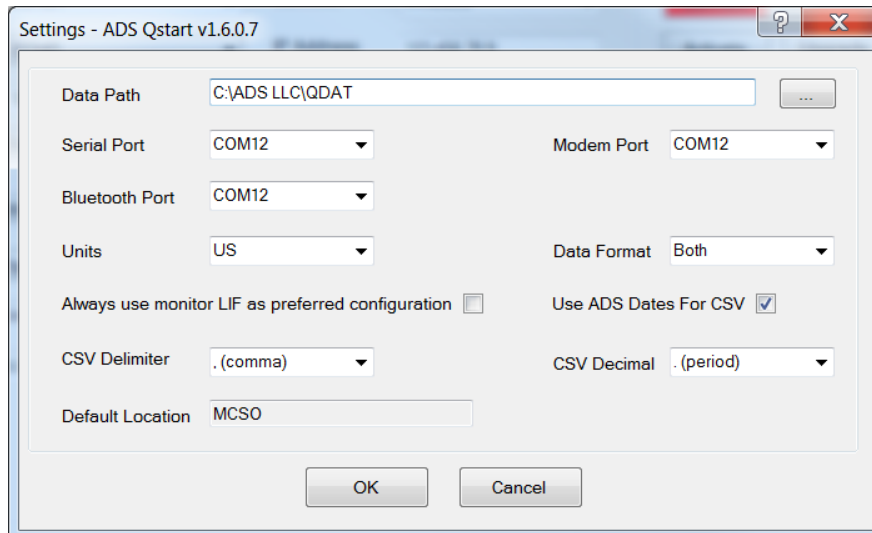 Settings - ADS Qstart v1.6.0.7
Data Path C:\ADS LLC\QDAT ...
Serial Port COM12 Modem Port COM12
Bluetooth Port COM12
Units US Data Format Both
Always use monitor LIF as preferred configuration Use ADS Dates For CSV
CSV Delimiter , (comma) CSV Decimal . (period)
Default Location MCSO
OK Cancel